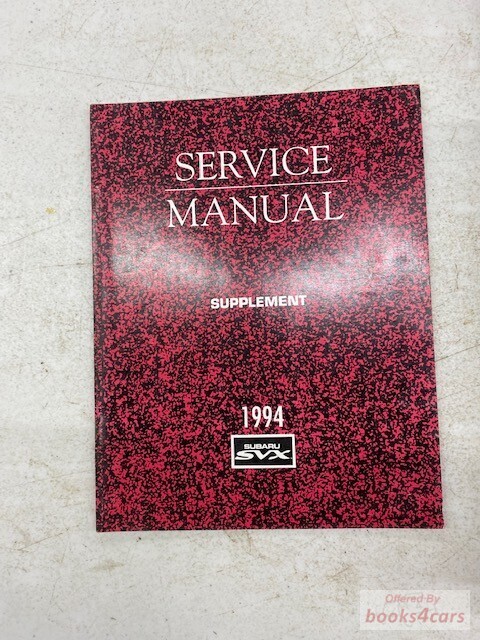 SERVICE
MANUAL
SUPPLEMENT
1994
SUBARU
SVX
Offered By
books4cars